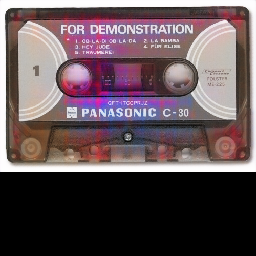 FOR DEMONSTRATION
1. OB-LA-DI OB-LA-DA 2. LA BAMBA
3. HEY JUDE 4. FÜR ELISE
5. TRÄUMEREI
1
PANASONIC C-30